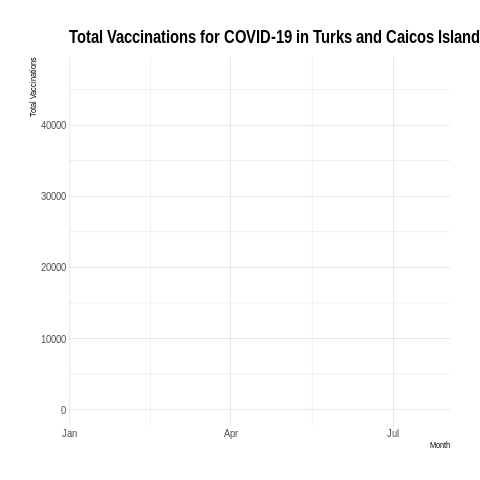 Total Vaccinations for COVID-19 in Turks and Caicos Island
Total Vaccinations
40000
30000
20000
10000
0
Jan Apr Jul
Month